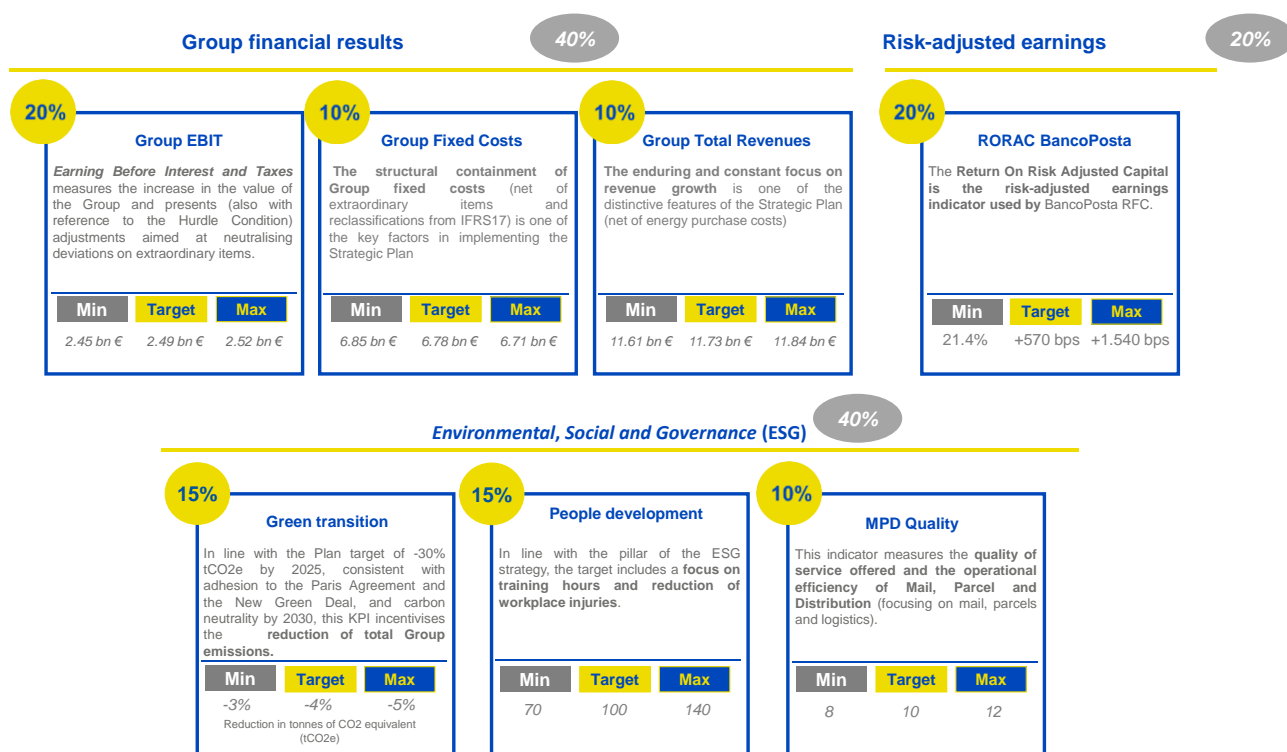 Group financial results
40%
Risk-adjusted earnings
20%
20%
Group EBIT
Earning Before Interest and Taxes
measures the increase in the value of
the Group and presents (also with
reference to the Hurdle Condition)
adjustments aimed at neutralising
deviations on extraordinary items.
Min Target Max
2.45 bn € 2.49 bn € 2.52 bn €
10%
Group Fixed Costs
The structural containment of
Group fixed costs (net of
extraordinary items and
reclassifications from IFRS17) is one of
the key factors in implementing the
Strategic Plan
Min Target Max
6.85 bn € 6.78 bn € 6.71 bn €
10%
Group Total Revenues
The enduring and constant focus on
revenue growth is one of the
distinctive features of the Strategic Plan
(net of energy purchase costs)
Min Target Max
11.61 bn € 11.73 bn € 11.84 bn €
20%
RORAC BancoPosta
The Return On Risk Adjusted Capital
is the risk-adjusted earnings
indicator used by BancoPosta RFC.
Min Target Max
21.4% +570 bps +1.540 bps
Environmental, Social and Governance (ESG)
40%
15%
Green transition
In line with the Plan target of -30%
tCO2e by 2025, consistent with
adhesion to the Paris Agreement and
the New Green Deal, and carbon
neutrality by 2030, this KPI incentivises
the reduction of total Group
emissions.
Min Target Max
-3% -4% -5%
Reduction in tonnes of CO2 equivalent
(tCO2e)
15%
People development
In line with the pillar of the ESG
strategy, the target includes a focus on
training hours and reduction of
workplace injuries.
Min Target Max
70 100 140
10%
MPD Quality
This indicator measures the quality of
service offered and the operational
efficiency of Mail, Parcel and
Distribution (focusing on mail, parcels
and logistics).
Min Target Max
8 10 12